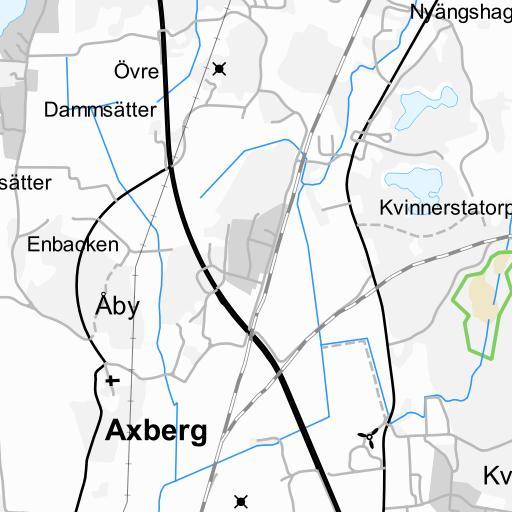 Nyängshag
Övre
Dammsätter
sätter
Kvinnerstatorp
Enbacken
Åby
Axberg
Kv